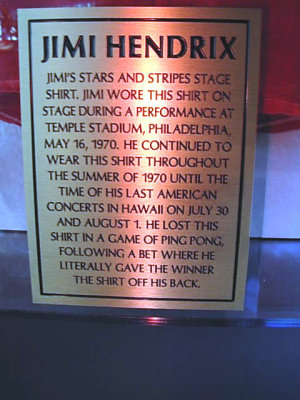 JIMI HENDRIX
JIMI'S STARS AND STRIPES STAGE
SHIRT. JIMI WORE THIS SHIRT ON
STAGE DURING A PERFORMANCE AT
TEMPLE STADIUM, PHILADELPHIA,
MAY 16, 1970. HE CONTINUED TO
WEAR THIS SHIRT THROUGHOUT
THE SUMMER OF 1970 UNTIL THE
TIME OF HIS LAST AMERICAN
CONCERTS IN HAWAII ON JULY 30
AND AUGUST 1. HE LOST THIS
SHIRT IN A GAME OF PING PONG,
FOLLOWING A BET WHERE HE
LITERALLY GAVE THE WINNER
THE SHIRT OFF HIS BACK.